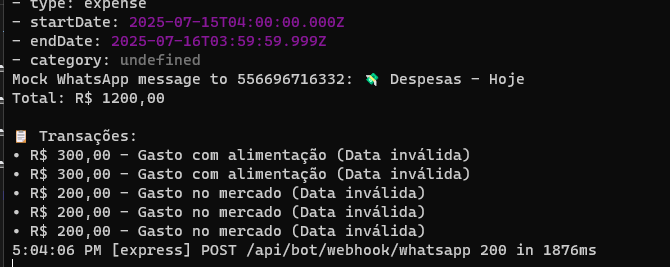 - type: expense
- startDate: 2025-07-15T04:00:00.000Z
- endDate: 2025-07-16T03:59:59.999Z
- category: undefined
Mock WhatsApp message to 556696716332: 💸 Despesas - Hoje
Total: R$ 1200,00
📋 Transações:
• R$ 300,00 - Gasto com alimentação (Data inválida)
• R$ 300,00 - Gasto com alimentação (Data inválida)
• R$ 200,00 - Gasto no mercado (Data inválida)
• R$ 200,00 - Gasto no mercado (Data inválida)
• R$ 200,00 - Gasto no mercado (Data inválida)
5:04:06 PM [express] POST /api/bot/webhook/whatsapp 200 in 1876ms